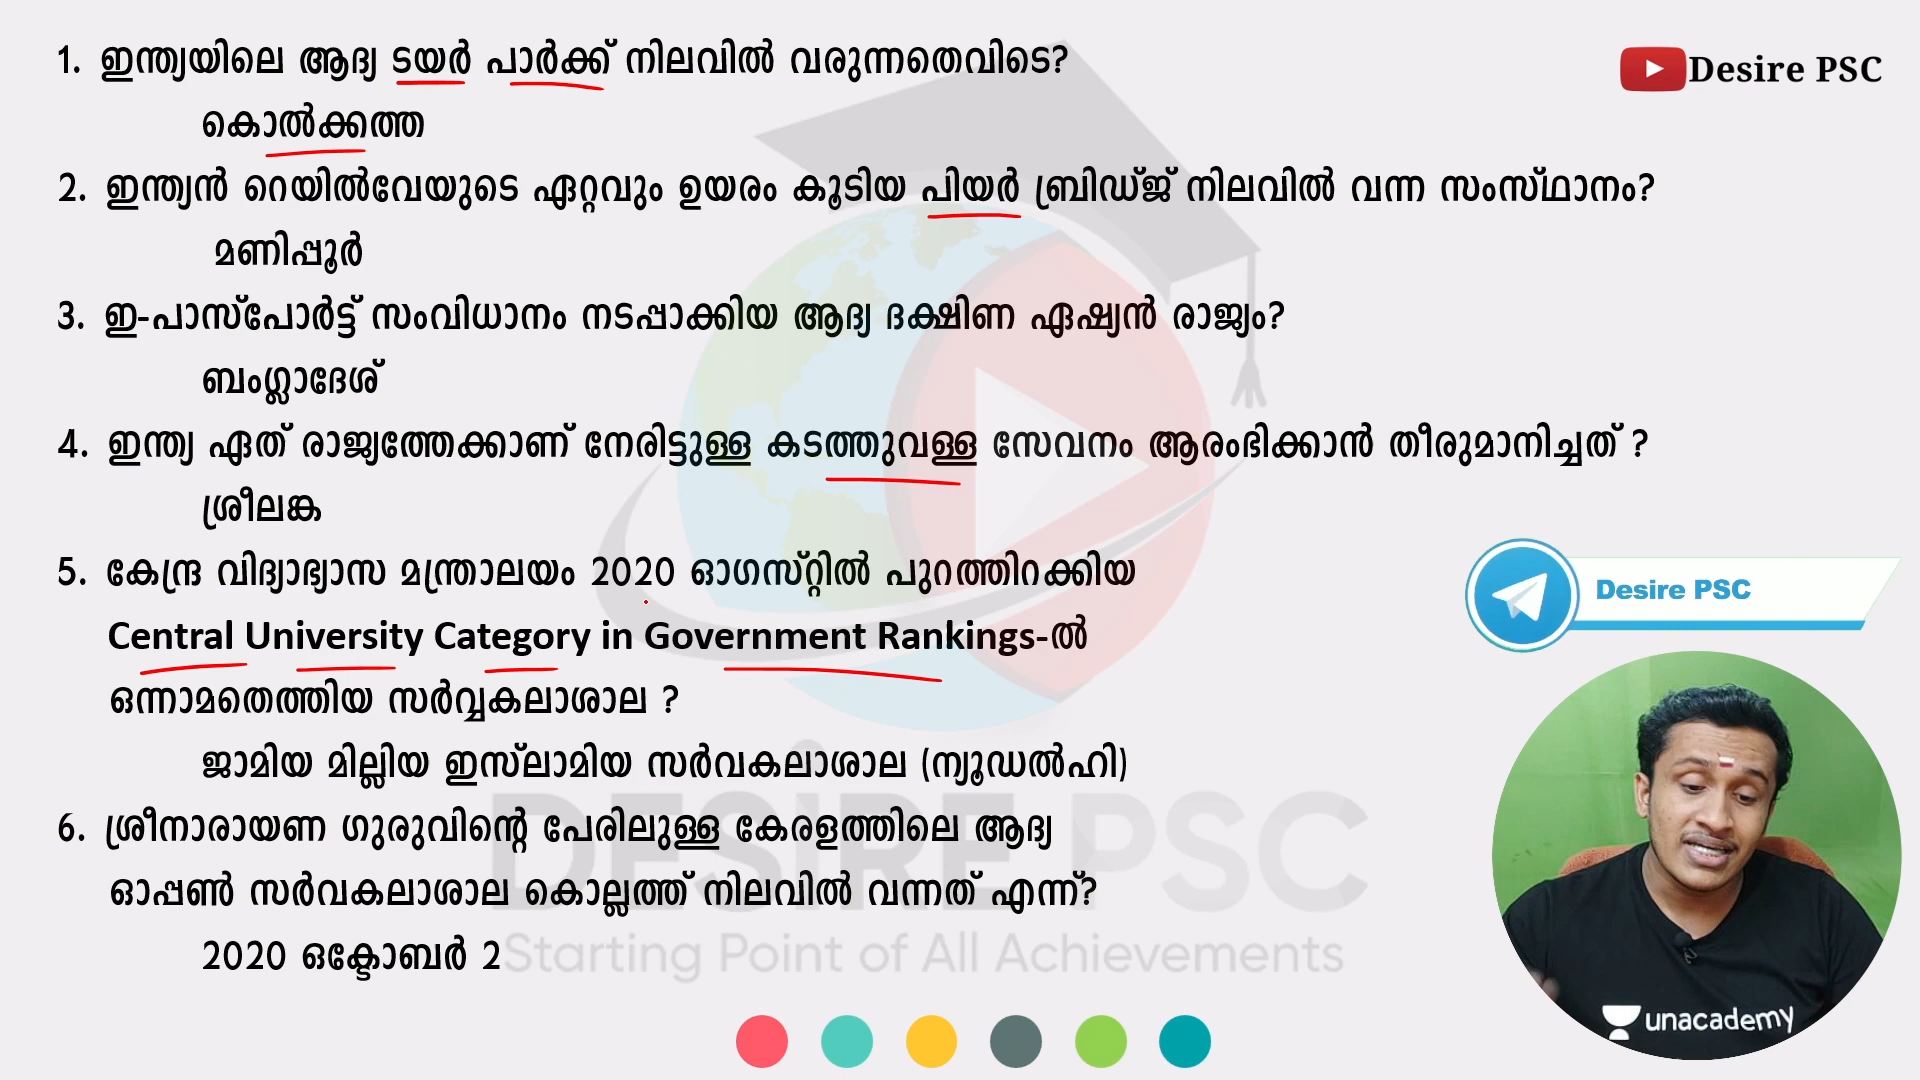 1. ഇന്ത്യയിലെ ആദ്യ ടയർ പാർക്ക് നിലവിൽ വരുന്നതെവിടെ?
Desire PSC
കൊൽക്കത്ത
2. ഇന്ത്യൻ റെയിൽവേയുടെ ഏറ്റവും ഉയരം കൂടിയ പിയർ ബ്രിഡ്ജ് നിലവിൽ വന്ന സംസ്ഥാനം?
മണിപ്പൂർ
3. ഇ-പാസ്പോർട്ട് സംവിധാനം നടപ്പാക്കിയ ആദ്യ ദക്ഷിണ ഏഷ്യൻ രാജ്യം?
ബംഗ്ലാദേശ്
4. ഇന്ത്യ ഏത് രാജ്യത്തേക്കാണ് നേരിട്ടുള്ള കടത്തുവള്ള സേവനം ആരംഭിക്കാൻ തീരുമാനിച്ചത് ?
ശ്രീലങ്ക
5. കേന്ദ്ര വിദ്യാഭ്യാസ മന്ത്രാലയം 2020 ഓഗസ്റ്റിൽ പുറത്തിറക്കിയ
Desire PSC
Central University Category in Government Rankings-ൽ
ഒന്നാമതെത്തിയ സർവ്വകലാശാല ?
ജാമിയ മില്ലിയ ഇസ്ലാമിയ സർവകലാശാല (ന്യൂഡൽഹി)
6. ശ്രീനാരായണ ഗുരുവിന്റെ പേരിലുള്ള കേരളത്തിലെ ആദ്യ
ഓപ്പൺ സർവകലാശാല കൊല്ലത്ത് നിലവിൽ വന്നത് എന്ന്?
2020 ഒക്ടോബർ 2
DESIRE PSC
Starting Point of All Achievements
unacademy